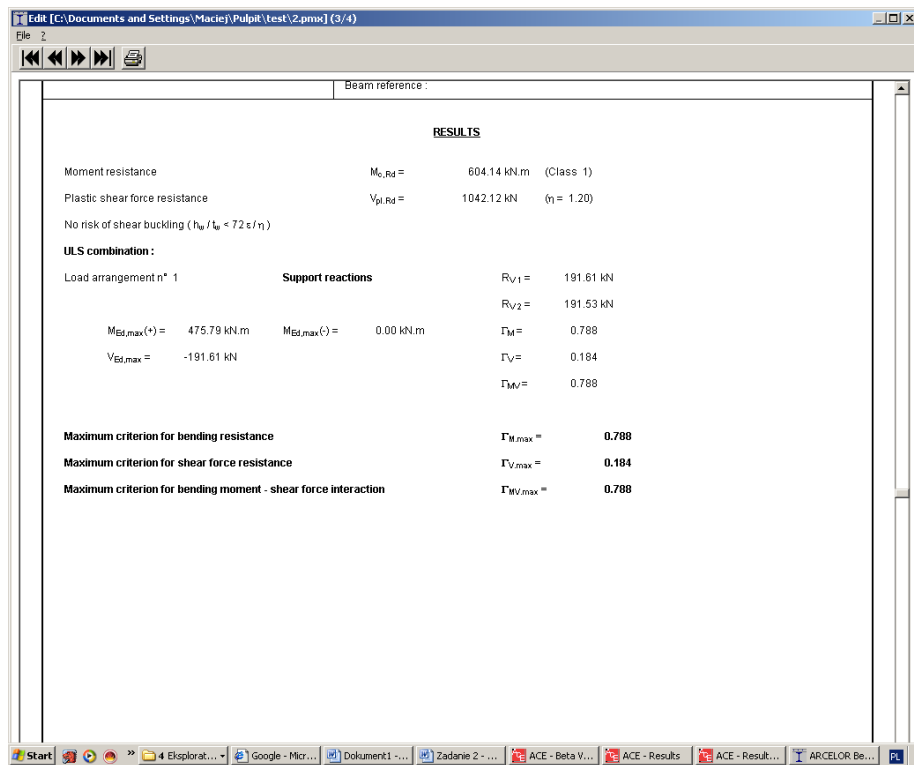 Edit [C:\Documents and Settings\Maciej\Pulpit\test\2.pmx] (3/4)
File ?
Beam reference :
RESULTS
Moment resistance Mc,Rd = 604.14 kN.m (Class 1)
Plastic shear force resistance Vpl.Rd = 1042.12 kN (η = 1.20)
No risk of shear buckling ( hw / tw < 72 ε / η )
ULS combination :
Load arrangement n° 1 Support reactions RV1 = 191.61 kN
RV2 = 191.53 kN
MEd,max(+) = 475.79 kN.m MEd,max(-) = 0.00 kN.m ΓM = 0.788
VEd,max = -191.61 kN ΓV = 0.184
ΓMV = 0.788
Maximum criterion for bending resistance ΓM.max = 0.788
Maximum criterion for shear force resistance ΓV.max = 0.184
Maximum criterion for bending moment - shear force interaction ΓMV.max = 0.788
Start » 4 Eksplorat... Google - Micr... Dokument1 -... Zadanie 2 - ... ACE - Beta V... ACE - Results ACE - Result... ARCELOR Be... PL